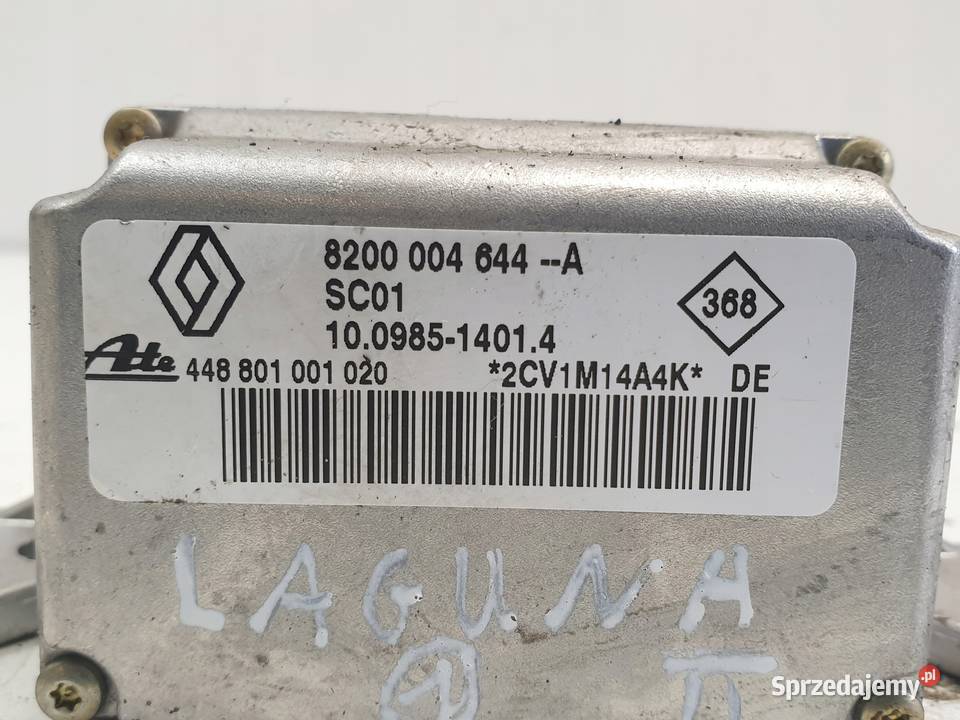 8200 004 644 --A
SC01
368
10.0985-1401.4
Ate 448 801 001 020 *2CV1M14A4K* DE
LAGUNA
II
Sprzedajemy.pl